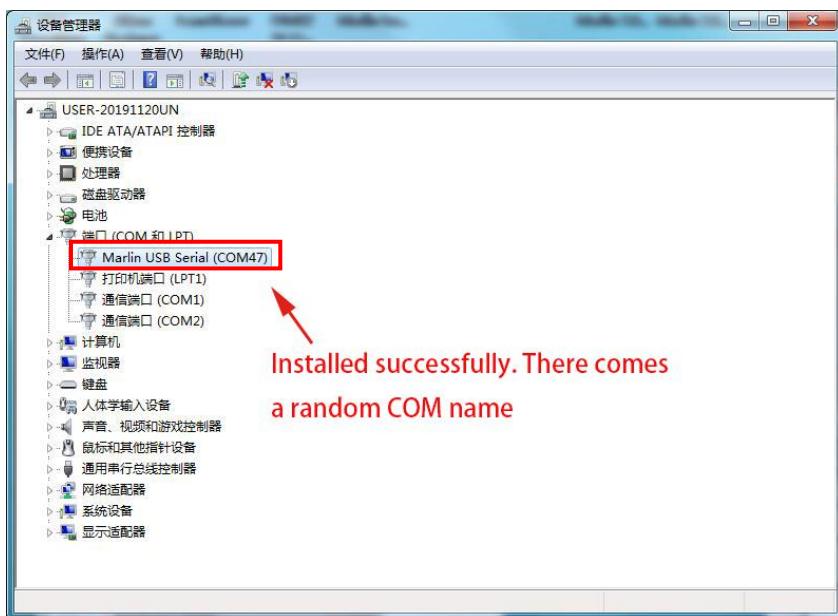 设备管理器
文件(F) 操作(A) 查看(V) 帮助(H)
USER-20191120UN
IDE ATA/ATAPI 控制器
便携设备
处理器
磁盘驱动器
电池
端口 (COM 和 LPT)
Marlin USB Serial (COM47)
打印机端口 (LPT1)
通信端口 (COM1)
通信端口 (COM2)
计算机
监视器
键盘
人体学输入设备
声音、视频和游戏控制器
鼠标和其他指针设备
通用串行总线控制器
网络适配器
系统设备
显示适配器
Installed successfully. There comes
a random COM name